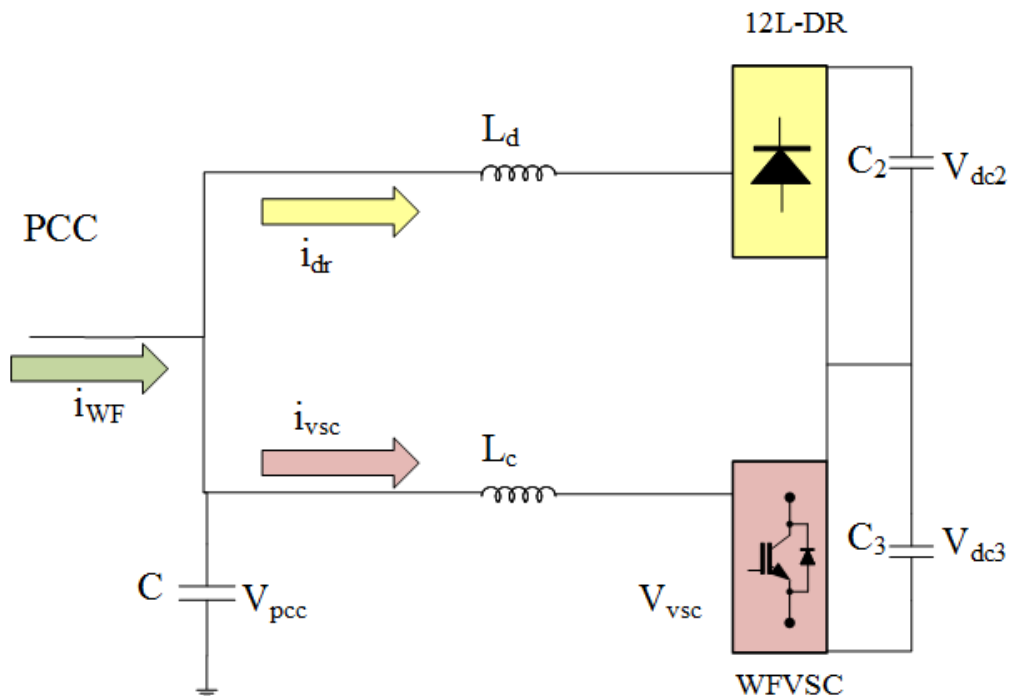 12L-DR
L_d
C_2
V_dc2
PCC
i_dr
i_WF
i_vsc
L_c
C_3
V_dc3
C
V_pcc
V_vsc
WFVSC